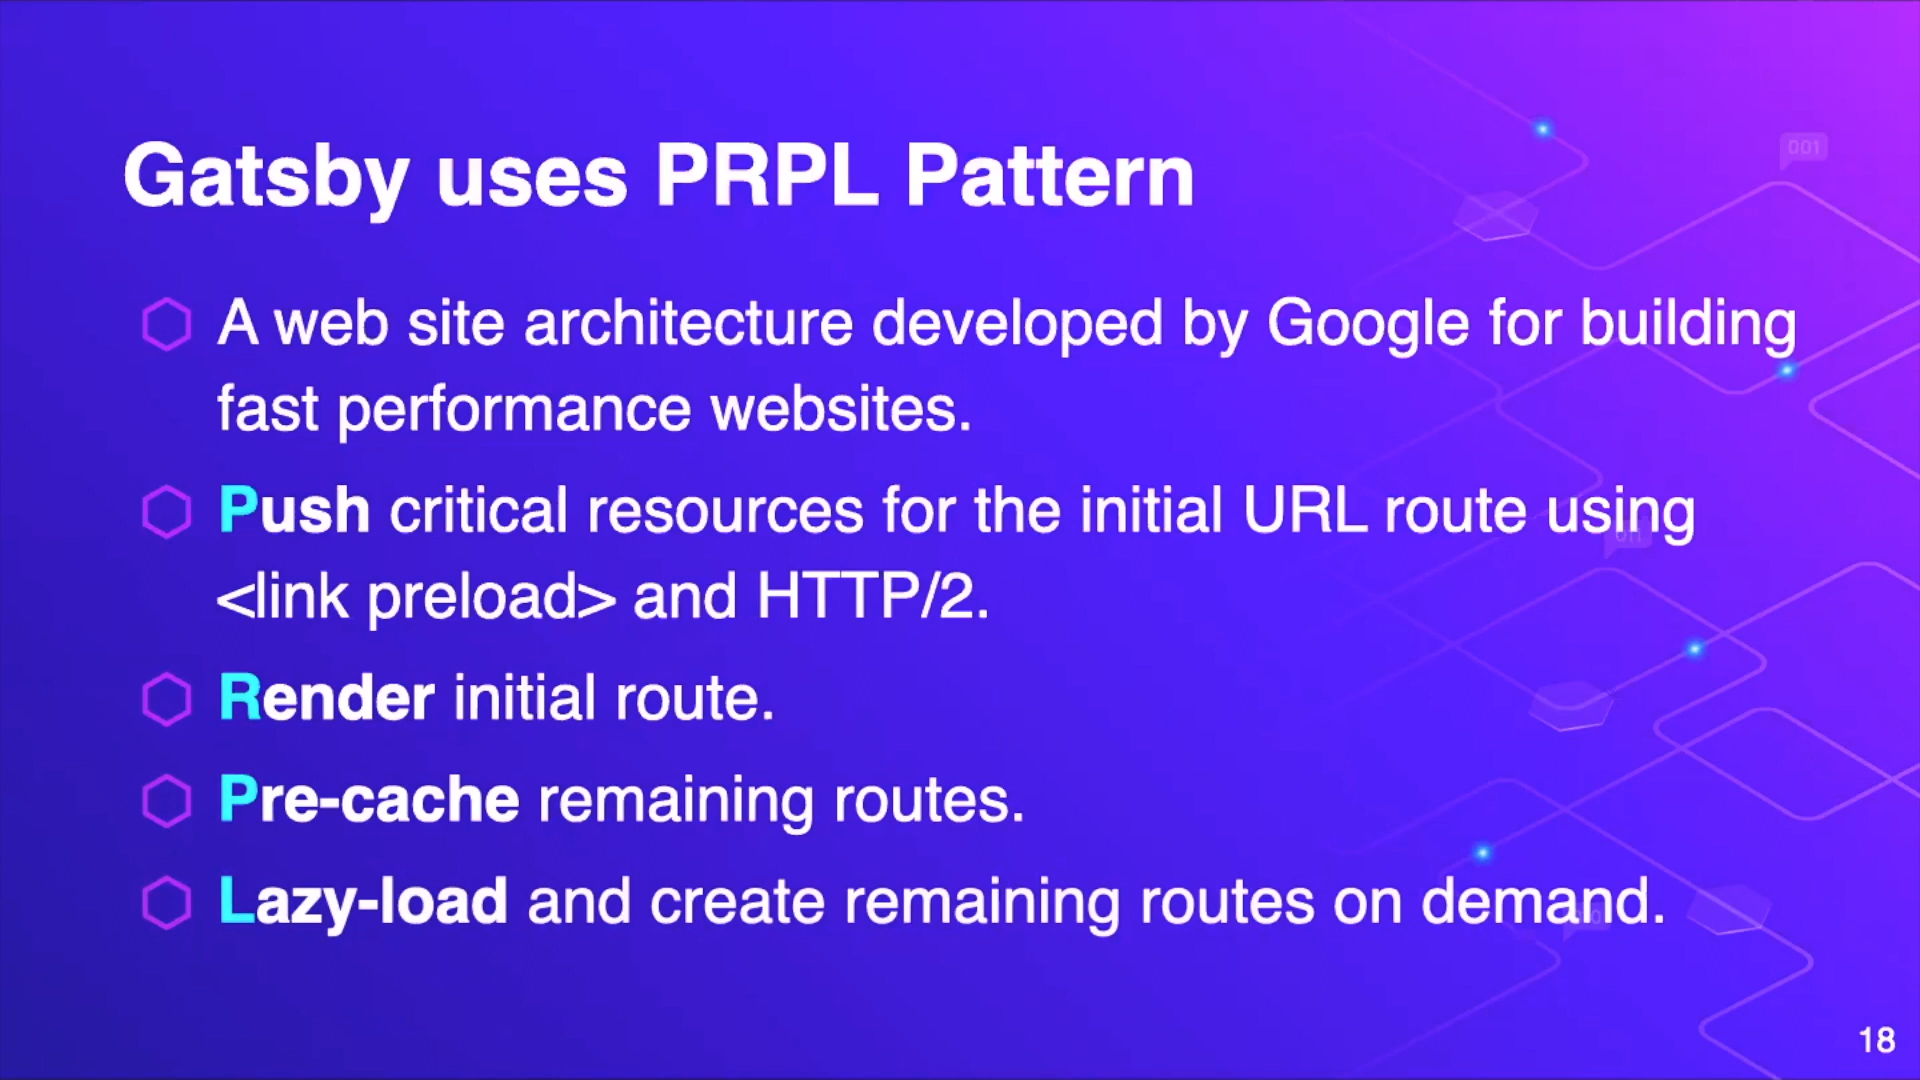 Gatsby uses PRPL Pattern
001
A web site architecture developed by Google for building
fast performance websites.
Push critical resources for the initial URL route using
<link preload> and HTTP/2.
Render initial route.
Pre-cache remaining routes.
Lazy-load and create remaining routes on demand.
18